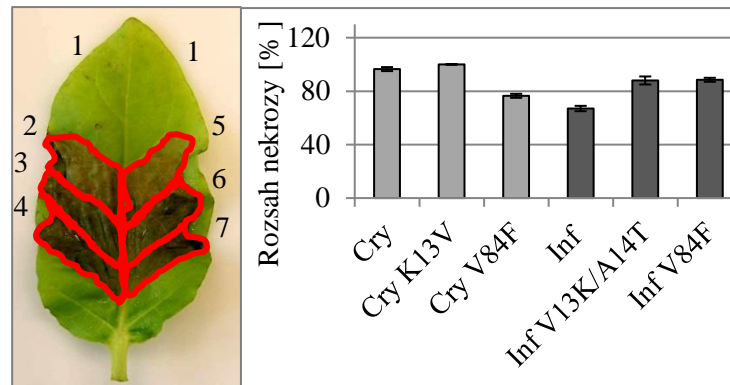 1
1
2
3
4
5
6
7
Rozsah nekrozy [% ]
120
80
40
0
Cry
Cry K13V
Cry V84F
Inf
Inf V13K/A14T
Inf V84F